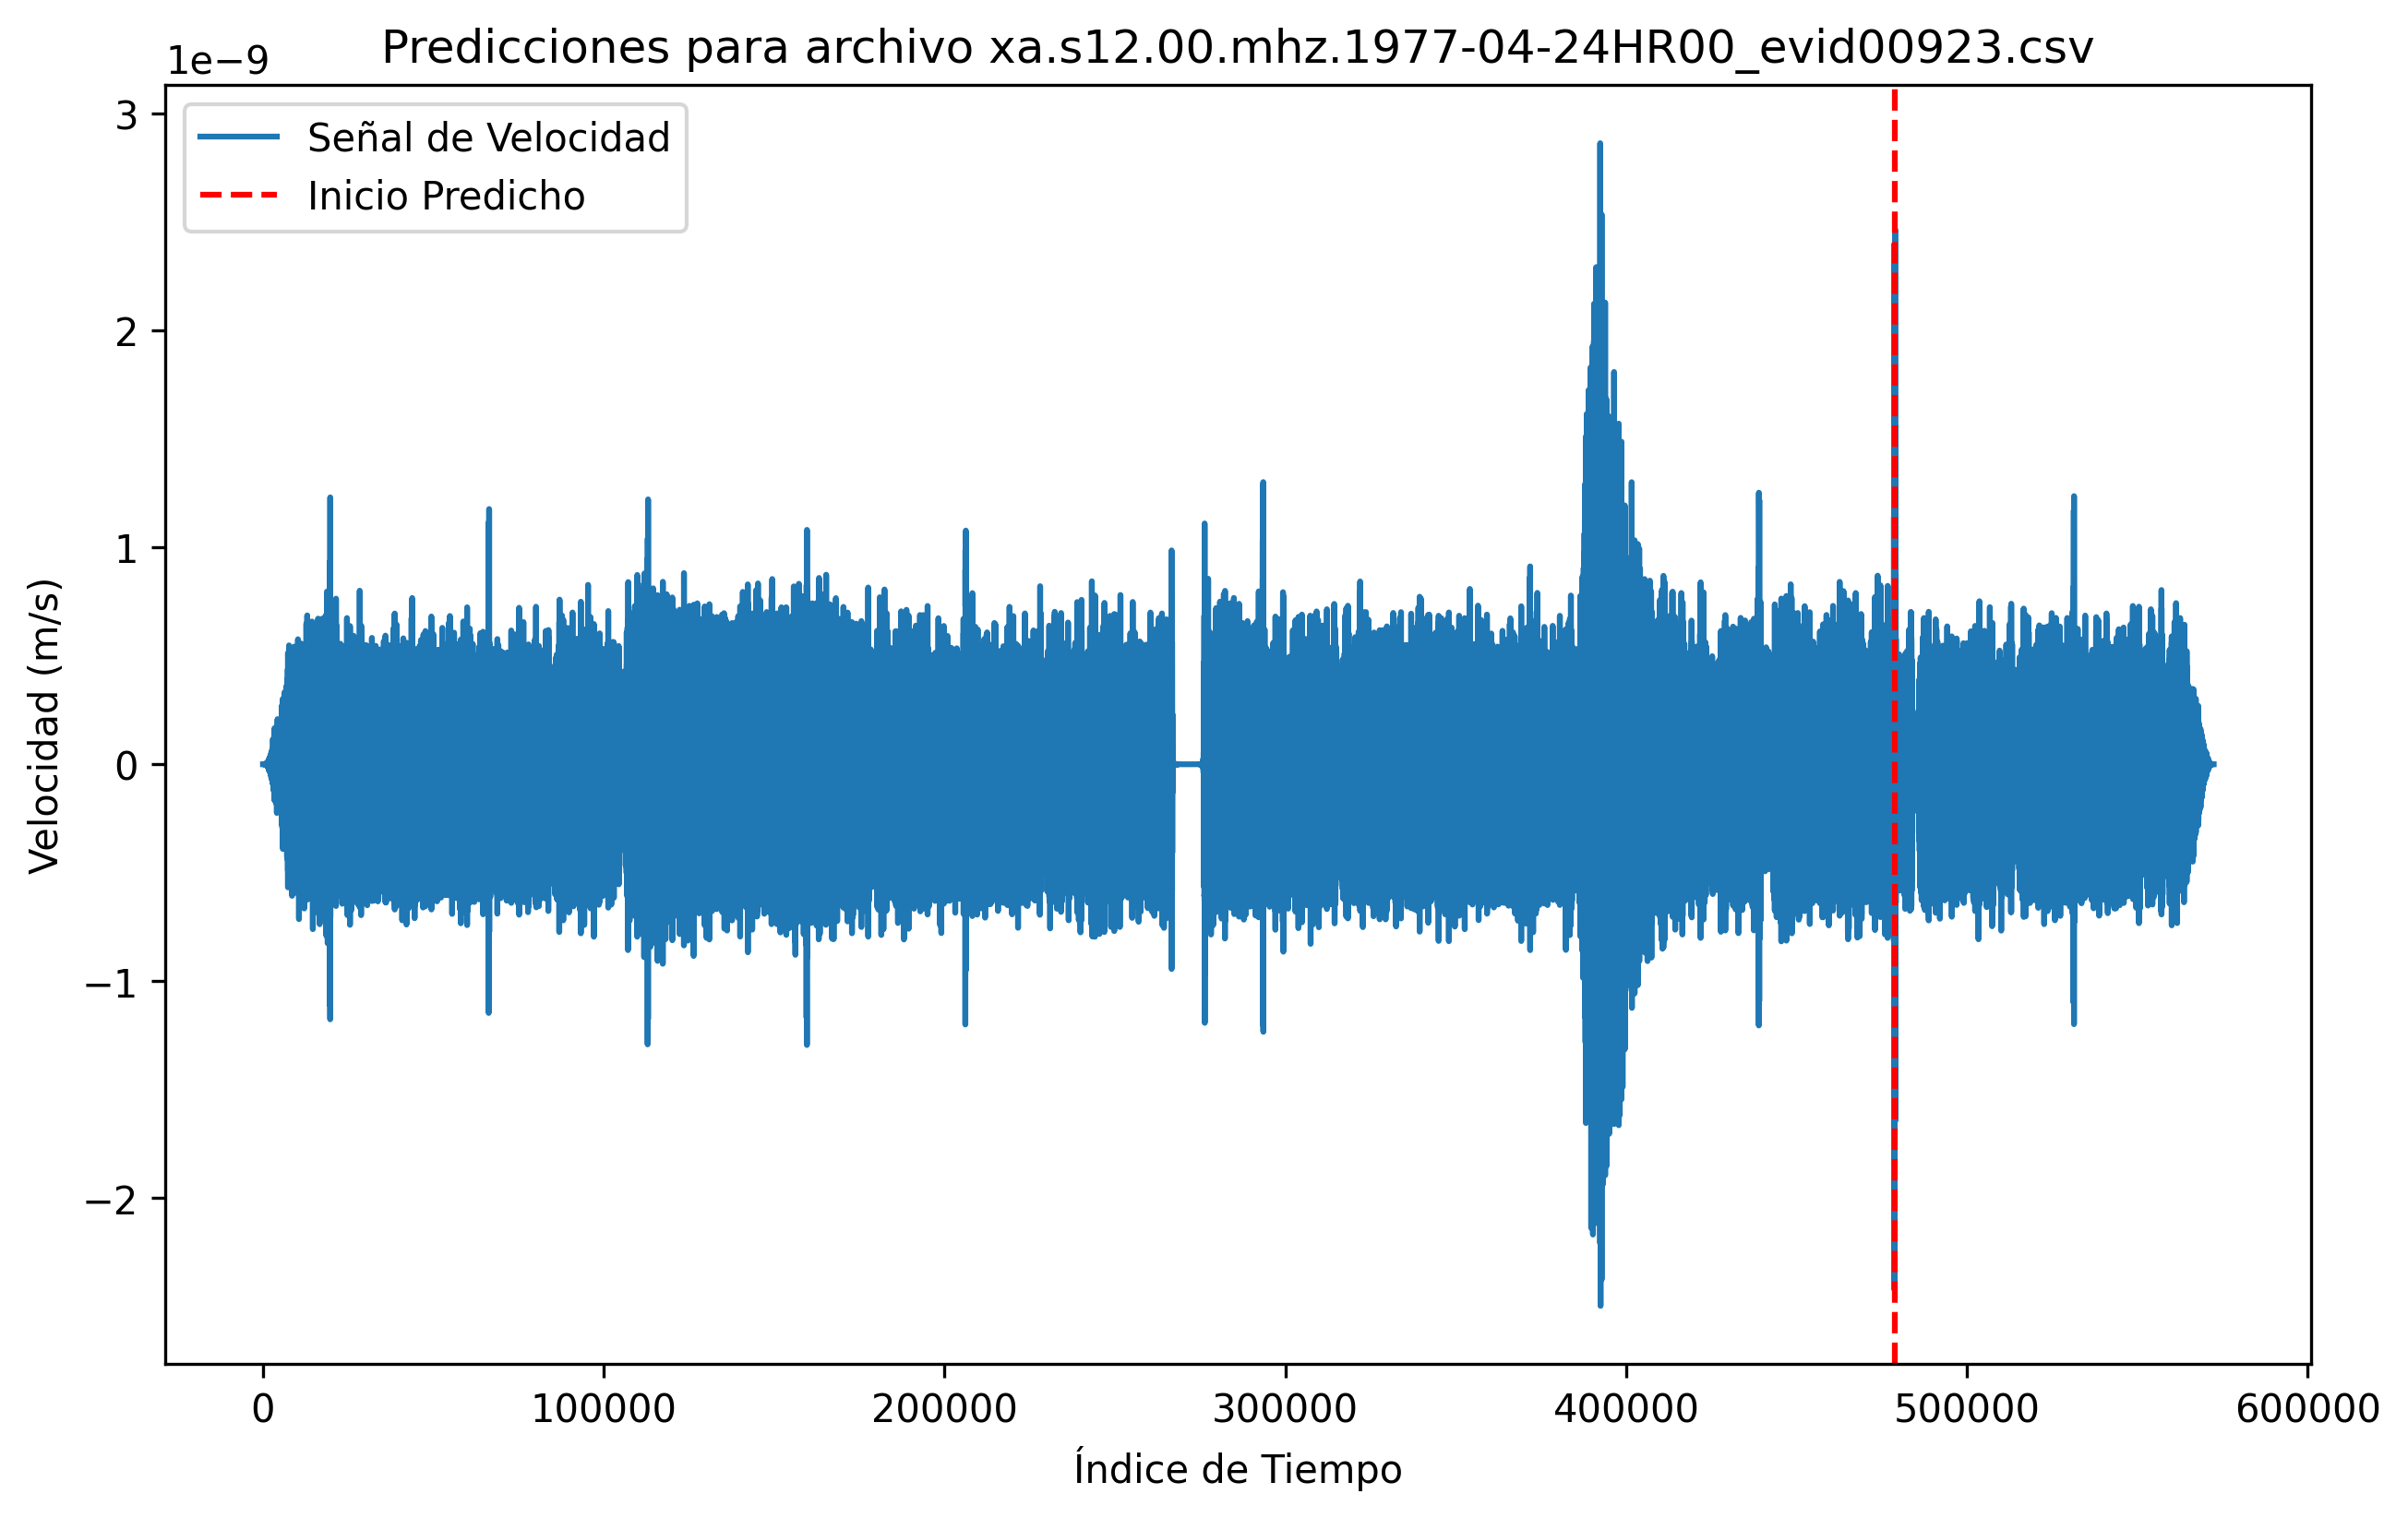 Predicciones para archivo xa.s12.00.mhz.1977-04-24HR00_evid00923.csv
1e−9
Señal de Velocidad
Inicio Predicho
3
2
1
0
−1
−2
Velocidad (m/s)
0 100000 200000 300000 400000 500000 600000
Índice de Tiempo